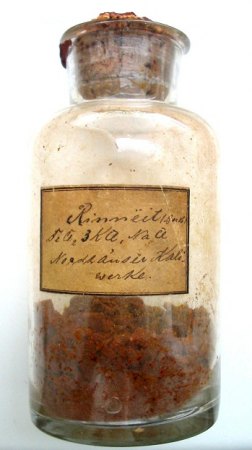 Rinneït
FeCl₂ 3KCl, NaCl
Nordhäuser Kali-
werke.